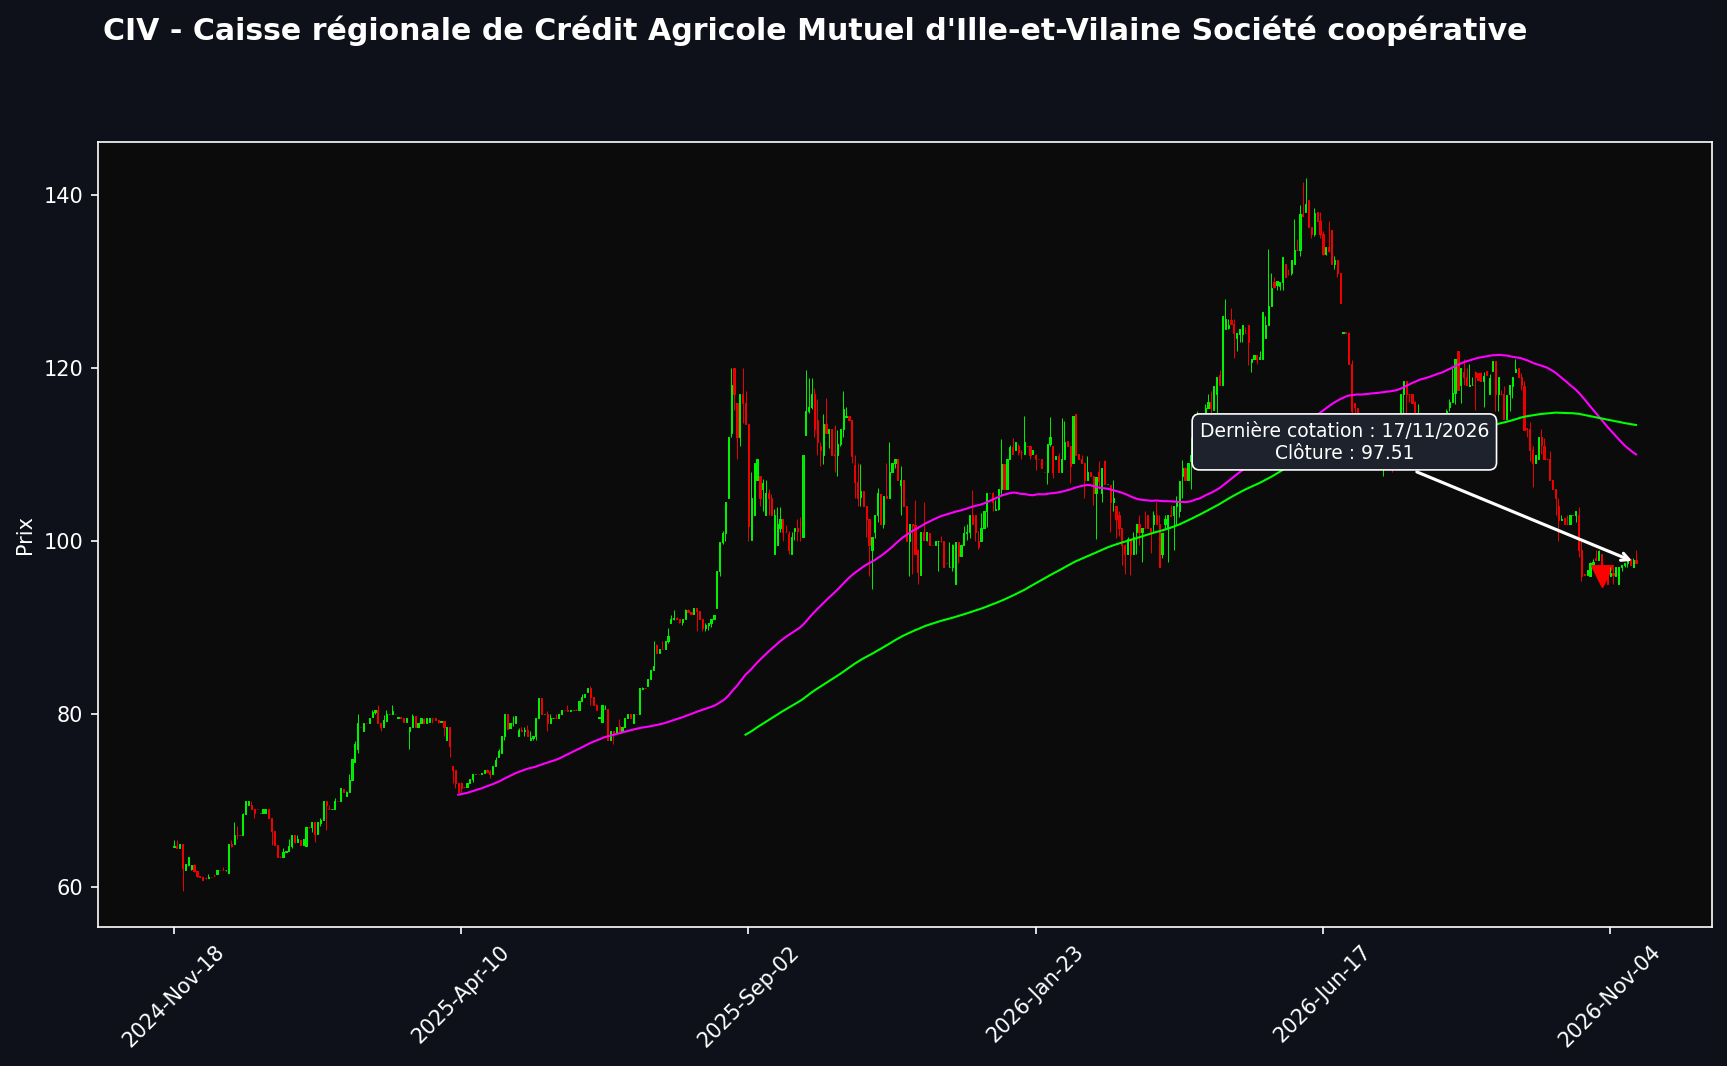 CIV - Caisse régionale de Crédit Agricole Mutuel d'Ille-et-Vilaine Société coopérative
140
120
100
80
60
Prix
Dernière cotation : 17/11/2026
Clôture : 97.51
2024-Nov-18
2025-Apr-10
2025-Sep-02
2026-Jan-23
2026-Jun-17
2026-Nov-04